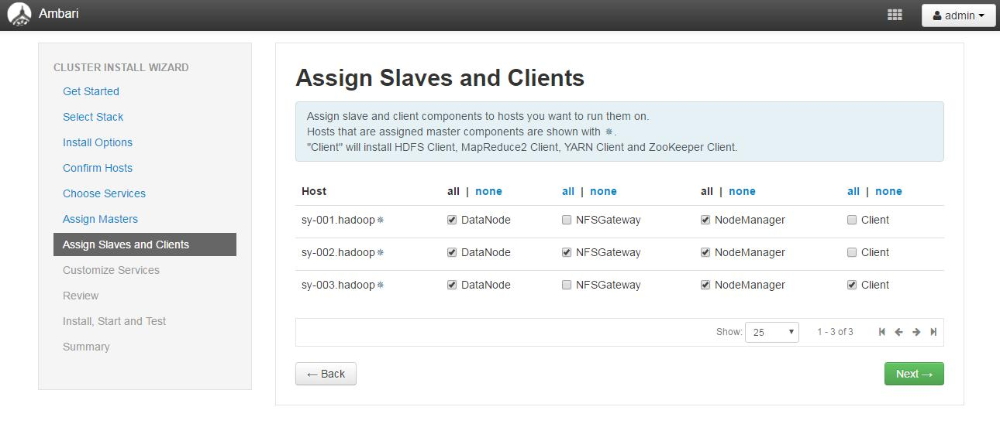 Ambari
admin
CLUSTER INSTALL WIZARD
Get Started
Select Stack
Install Options
Confirm Hosts
Choose Services
Assign Masters
Assign Slaves and Clients
Customize Services
Review
Install, Start and Test
Summary
Assign Slaves and Clients
Assign slave and client components to hosts you want to run them on.
Hosts that are assigned master components are shown with ✵.
"Client" will install HDFS Client, MapReduce2 Client, YARN Client and ZooKeeper Client.
Host all | none all | none all | none all | none
sy-001.hadoop✵ DataNode NFSGateway NodeManager Client
sy-002.hadoop✵ DataNode NFSGateway NodeManager Client
sy-003.hadoop✵ DataNode NFSGateway NodeManager Client
Show: 25 1 - 3 of 3
← Back
Next →